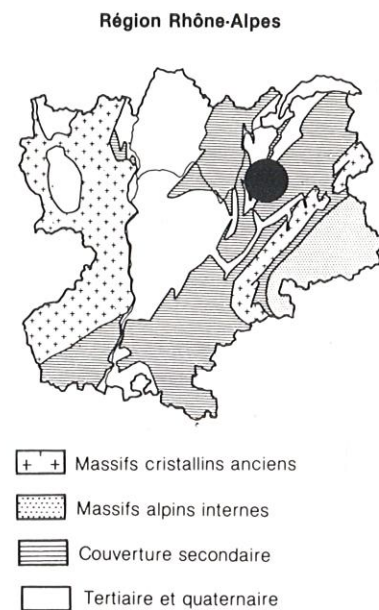 Région Rhône-Alpes
Massifs cristallins anciens
Massifs alpins internes
Couverture secondaire
Tertiaire et quaternaire